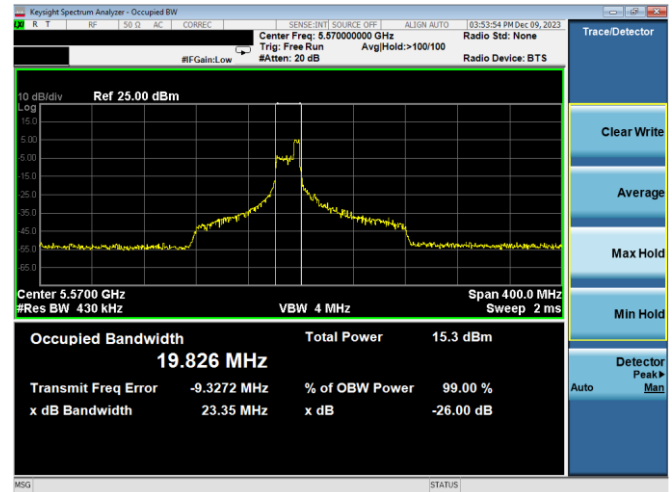 Keysight Spectrum Analyzer - Occupied BW
LXI R T RF 50 Ω AC CORREC SENSE:INT SOURCE OFF ALIGN AUTO 03:53:54 PM Dec 09, 2023
Center Freq: 5.570000000 GHz Radio Std: None
Trig: Free Run Avg|Hold:>100/100
#IFGain:Low #Atten: 20 dB Radio Device: BTS
10 dB/div Ref 25.00 dBm
Log
15.0
5.00
-5.00
-15.0
-25.0
-35.0
-45.0
-55.0
-65.0
Center 5.5700 GHz Span 400.0 MHz
#Res BW 430 kHz VBW 4 MHz Sweep 2 ms
Occupied Bandwidth Total Power 15.3 dBm
19.826 MHz
Transmit Freq Error -9.3272 MHz % of OBW Power 99.00 %
x dB Bandwidth 23.35 MHz x dB -26.00 dB
Trace/Detector
Clear Write
Average
Max Hold
Min Hold
Detector
Peak▶
Auto Man
MSG STATUS